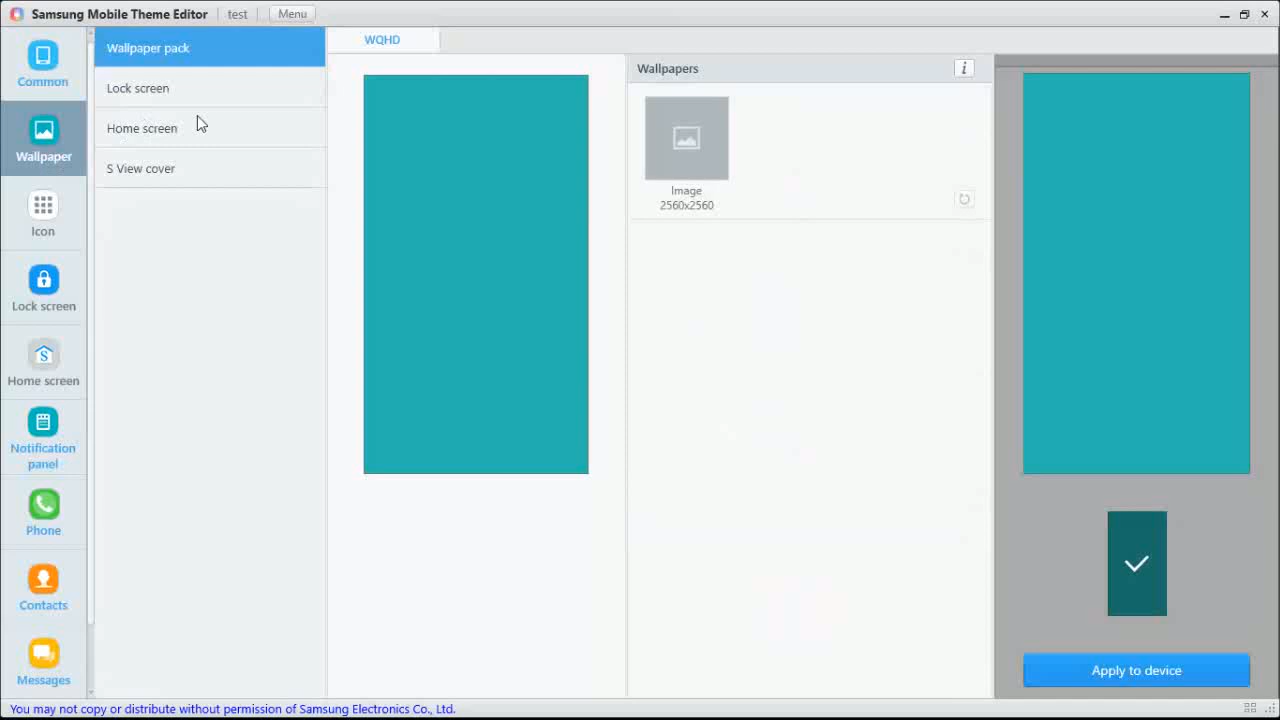 Samsung Mobile Theme Editor
test
Menu
Common
Wallpaper
Icon
Lock screen
S
Home screen
Notification
panel
Phone
Contacts
Messages
Wallpaper pack
Lock screen
Home screen
S View cover
WQHD
Wallpapers
i
Image
2560x2560
Apply to device
You may not copy or distribute without permission of Samsung Electronics Co., Ltd.